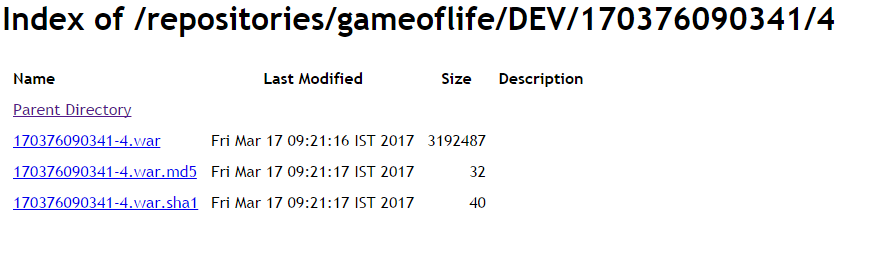 Index of /repositories/gameoflife/DEV/170376090341/4
Name Last Modified Size Description
Parent Directory
170376090341-4.war Fri Mar 17 09:21:16 IST 2017 3192487
170376090341-4.war.md5 Fri Mar 17 09:21:17 IST 2017 32
170376090341-4.war.sha1 Fri Mar 17 09:21:17 IST 2017 40